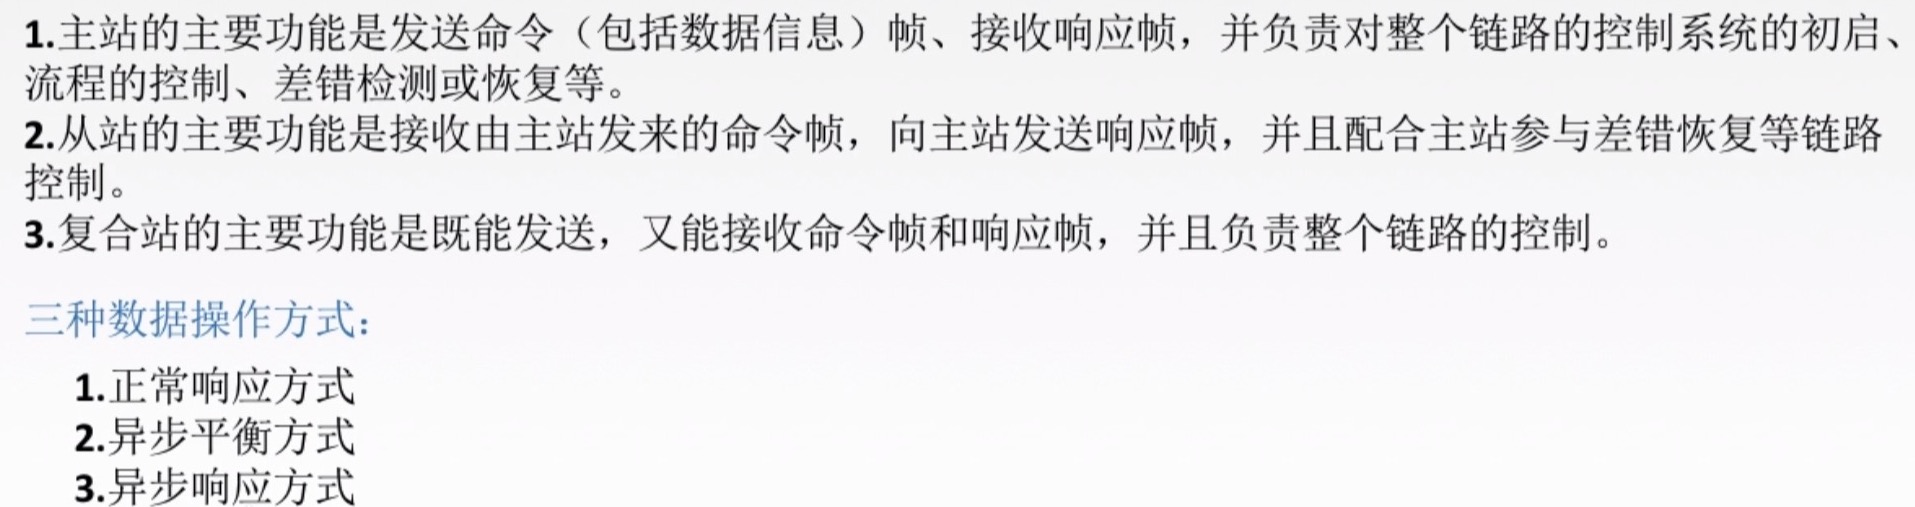 1.主站的主要功能是发送命令（包括数据信息）帧、接收响应帧，并负责对整个链路的控制系统的初启、
流程的控制、差错检测或恢复等。
2.从站的主要功能是接收由主站发来的命令帧，向主站发送响应帧，并且配合主站参与差错恢复等链路
控制。
3.复合站的主要功能是既能发送，又能接收命令帧和响应帧，并且负责整个链路的控制。
三种数据操作方式：
1.正常响应方式
2.异步平衡方式
3.异步响应方式